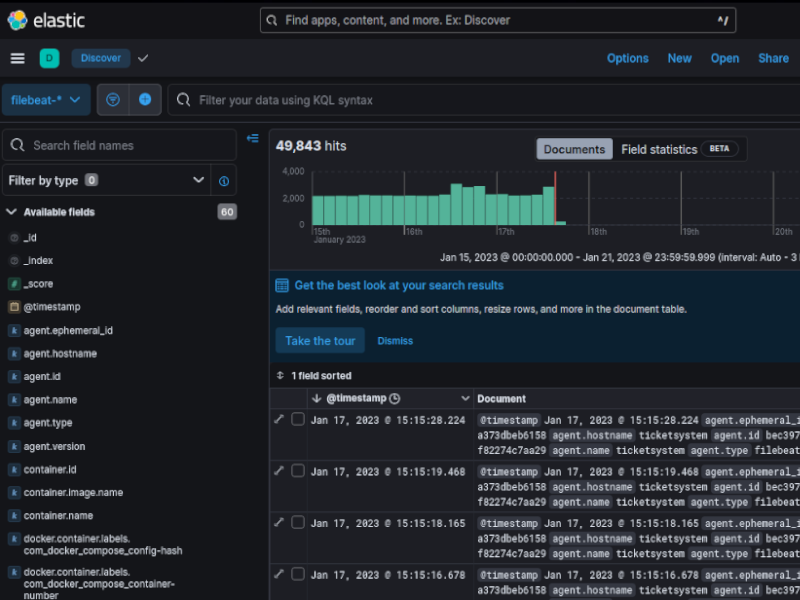 elastic
Find apps, content, and more. Ex: Discover
^/
D
Discover
Options New Open Share
filebeat-*
Filter your data using KQL syntax
Search field names
Filter by type 0
Available fields 60
_id
_index
_score
@timestamp
agent.ephemeral_id
agent.hostname
agent.id
agent.name
agent.type
agent.version
container.id
container.image.name
container.name
docker.container.labels.
com_docker_compose_config-hash
docker.container.labels.
com_docker_compose_container-
number
49,843 hits
Documents Field statistics BETA
4,000
2,000
0
15th 16th 17th 18th 19th 20th
January 2023
Jan 15, 2023 @ 00:00:00.000 - Jan 21, 2023 @ 23:59:59.999 (interval: Auto - 3
Get the best look at your search results
Add relevant fields, reorder and sort columns, resize rows, and more in the document table.
Take the tour Dismiss
1 field sorted
@timestamp Document
Jan 17, 2023 @ 15:15:28.224 @timestamp Jan 17, 2023 @ 15:15:28.224 agent.ephemeral_i
a373dbeb6158 agent.hostname ticketsystem agent.id bec397
f82274c7aa29 agent.name ticketsystem agent.type filebeat
Jan 17, 2023 @ 15:15:19.468 @timestamp Jan 17, 2023 @ 15:15:19.468 agent.ephemeral_i
a373dbeb6158 agent.hostname ticketsystem agent.id bec397
f82274c7aa29 agent.name ticketsystem agent.type filebeat
Jan 17, 2023 @ 15:15:18.165 @timestamp Jan 17, 2023 @ 15:15:18.165 agent.ephemeral_i
a373dbeb6158 agent.hostname ticketsystem agent.id bec397
f82274c7aa29 agent.name ticketsystem agent.type filebeat
Jan 17, 2023 @ 15:15:16.678 @timestamp Jan 17, 2023 @ 15:15:16.678 agent.ephemeral_i
a373dbeb6158 agent.hostname ticketsystem agent.id bec397